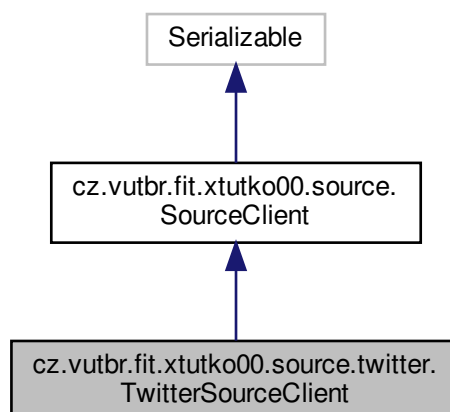 Serializable
cz.vutbr.fit.xtutko00.source.
SourceClient
cz.vutbr.fit.xtutko00.source.twitter.
TwitterSourceClient